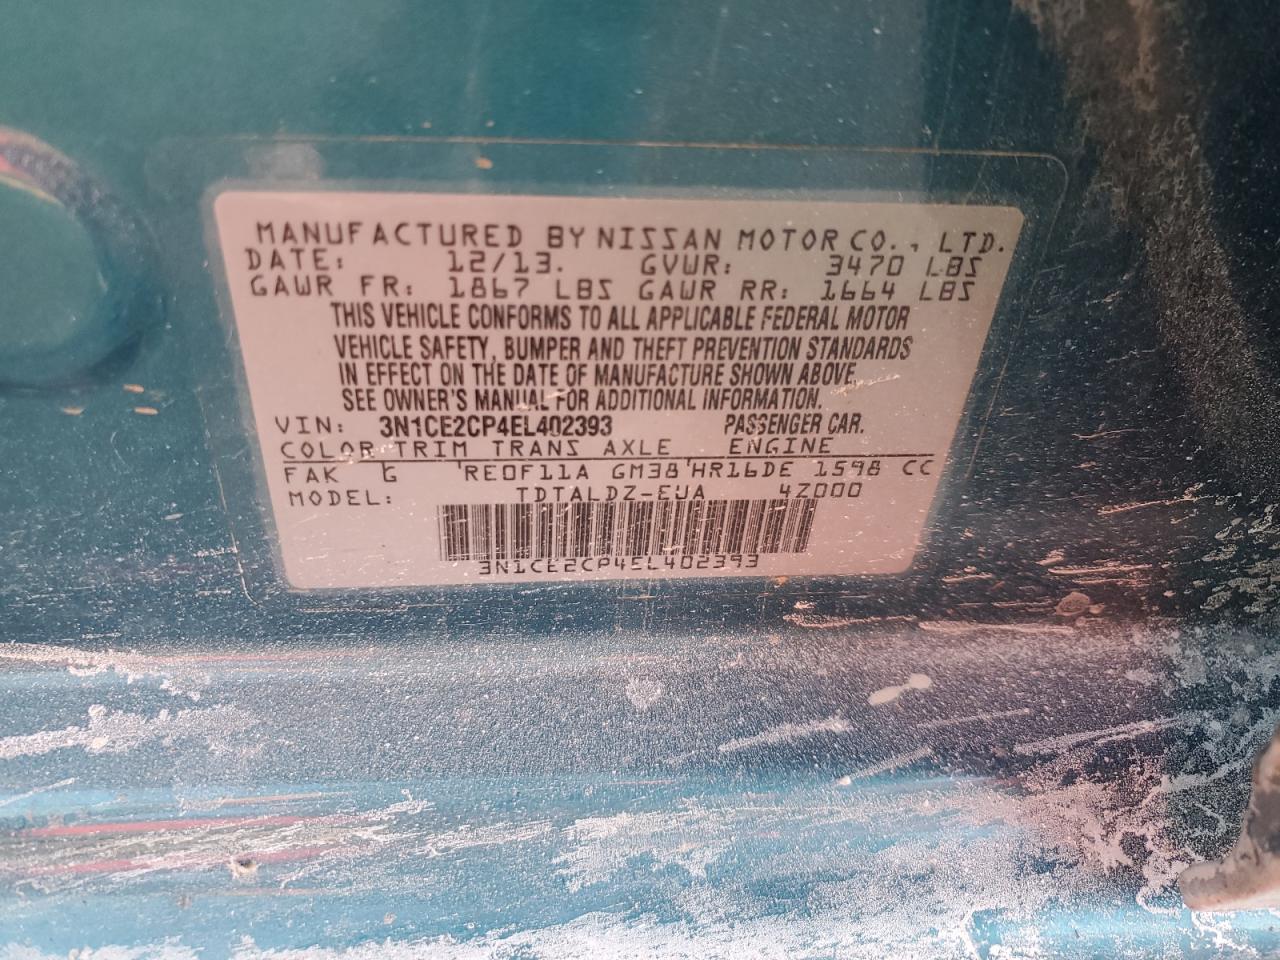 MANUFACTURED BY NISSAN MOTOR CO., LTD.
DATE: 12/13. GVWR: 3470 LBS
GAWR FR: 1867 LBS GAWR RR: 1664 LBS
THIS VEHICLE CONFORMS TO ALL APPLICABLE FEDERAL MOTOR
VEHICLE SAFETY, BUMPER AND THEFT PREVENTION STANDARDS
IN EFFECT ON THE DATE OF MANUFACTURE SHOWN ABOVE.
SEE OWNER'S MANUAL FOR ADDITIONAL INFORMATION.
VIN: 3N1CE2CP4EL402393 PASSENGER CAR.
COLOR TRIM TRANS AXLE ENGINE
FAK G RE0F11A GM38 HR16DE 1598 CC
MODEL: TDTALDZ-EUA 4Z000
3N1CE2CP4EL402393